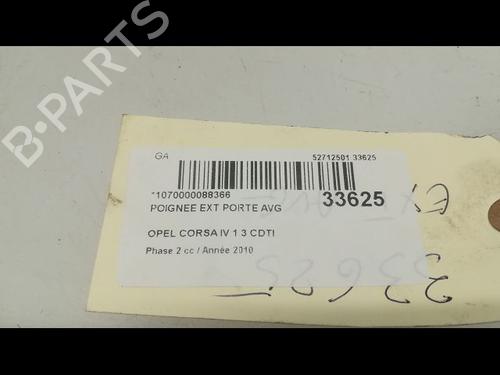 B-PARTS
GA 52712501 33625
*1070000088366 33625
POIGNEE EXT PORTE AVG
OPEL CORSA IV 1 3 CDTI
Phase 2 cc / Année 2010
33625